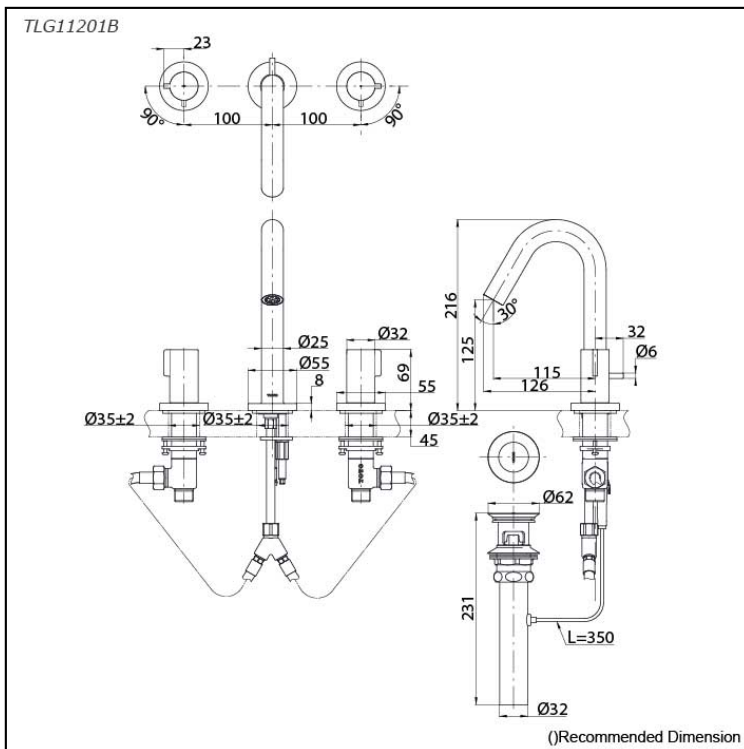 TLG11201B
23
90°
100
100
90°
216
125
30°
32
Ø6
115
126
Ø32
Ø25
Ø55
8
69
55
Ø35±2
Ø35±2
Ø35±2
45
TOTO
Ø62
231
L=350
Ø32
()Recommended Dimension